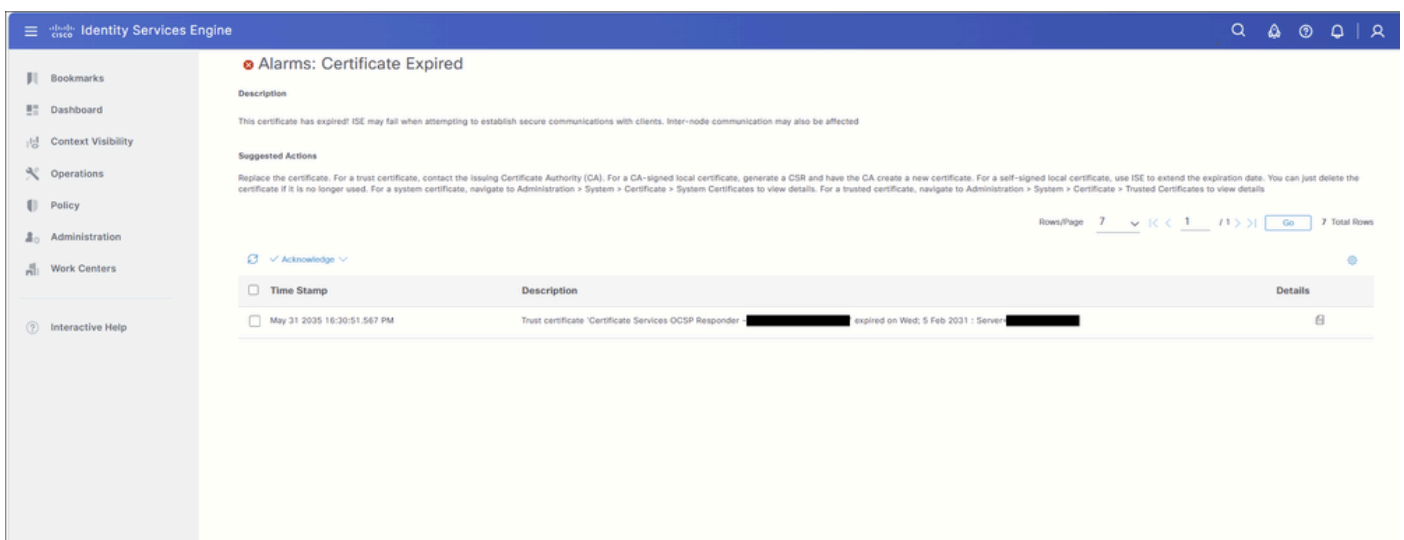 cisco Identity Services Engine
Bookmarks
Dashboard
Context Visibility
Operations
Policy
Administration
Work Centers
Interactive Help
Alarms: Certificate Expired
Description
This certificate has expired! ISE may fail when attempting to establish secure communications with clients. Inter-node communication may also be affected
Suggested Actions
Replace the certificate. For a trust certificate, contact the issuing Certificate Authority (CA). For a CA-signed local certificate, generate a CSR and have the CA create a new certificate. For a self-signed local certificate, use ISE to extend the expiration date. You can just delete the
certificate if it is no longer used. For a system certificate, navigate to Administration > System > Certificate > System Certificates to view details. For a trusted certificate, navigate to Administration > System > Certificate > Trusted Certificates to view details
Rows/Page 7 |< < 1 / 1 > >| Go 7 Total Rows
Acknowledge
Time Stamp Description Details
May 31 2035 16:30:51.567 PM Trust certificate 'Certificate Services OCSP Responder - expired on Wed; 5 Feb 2031 : Server=